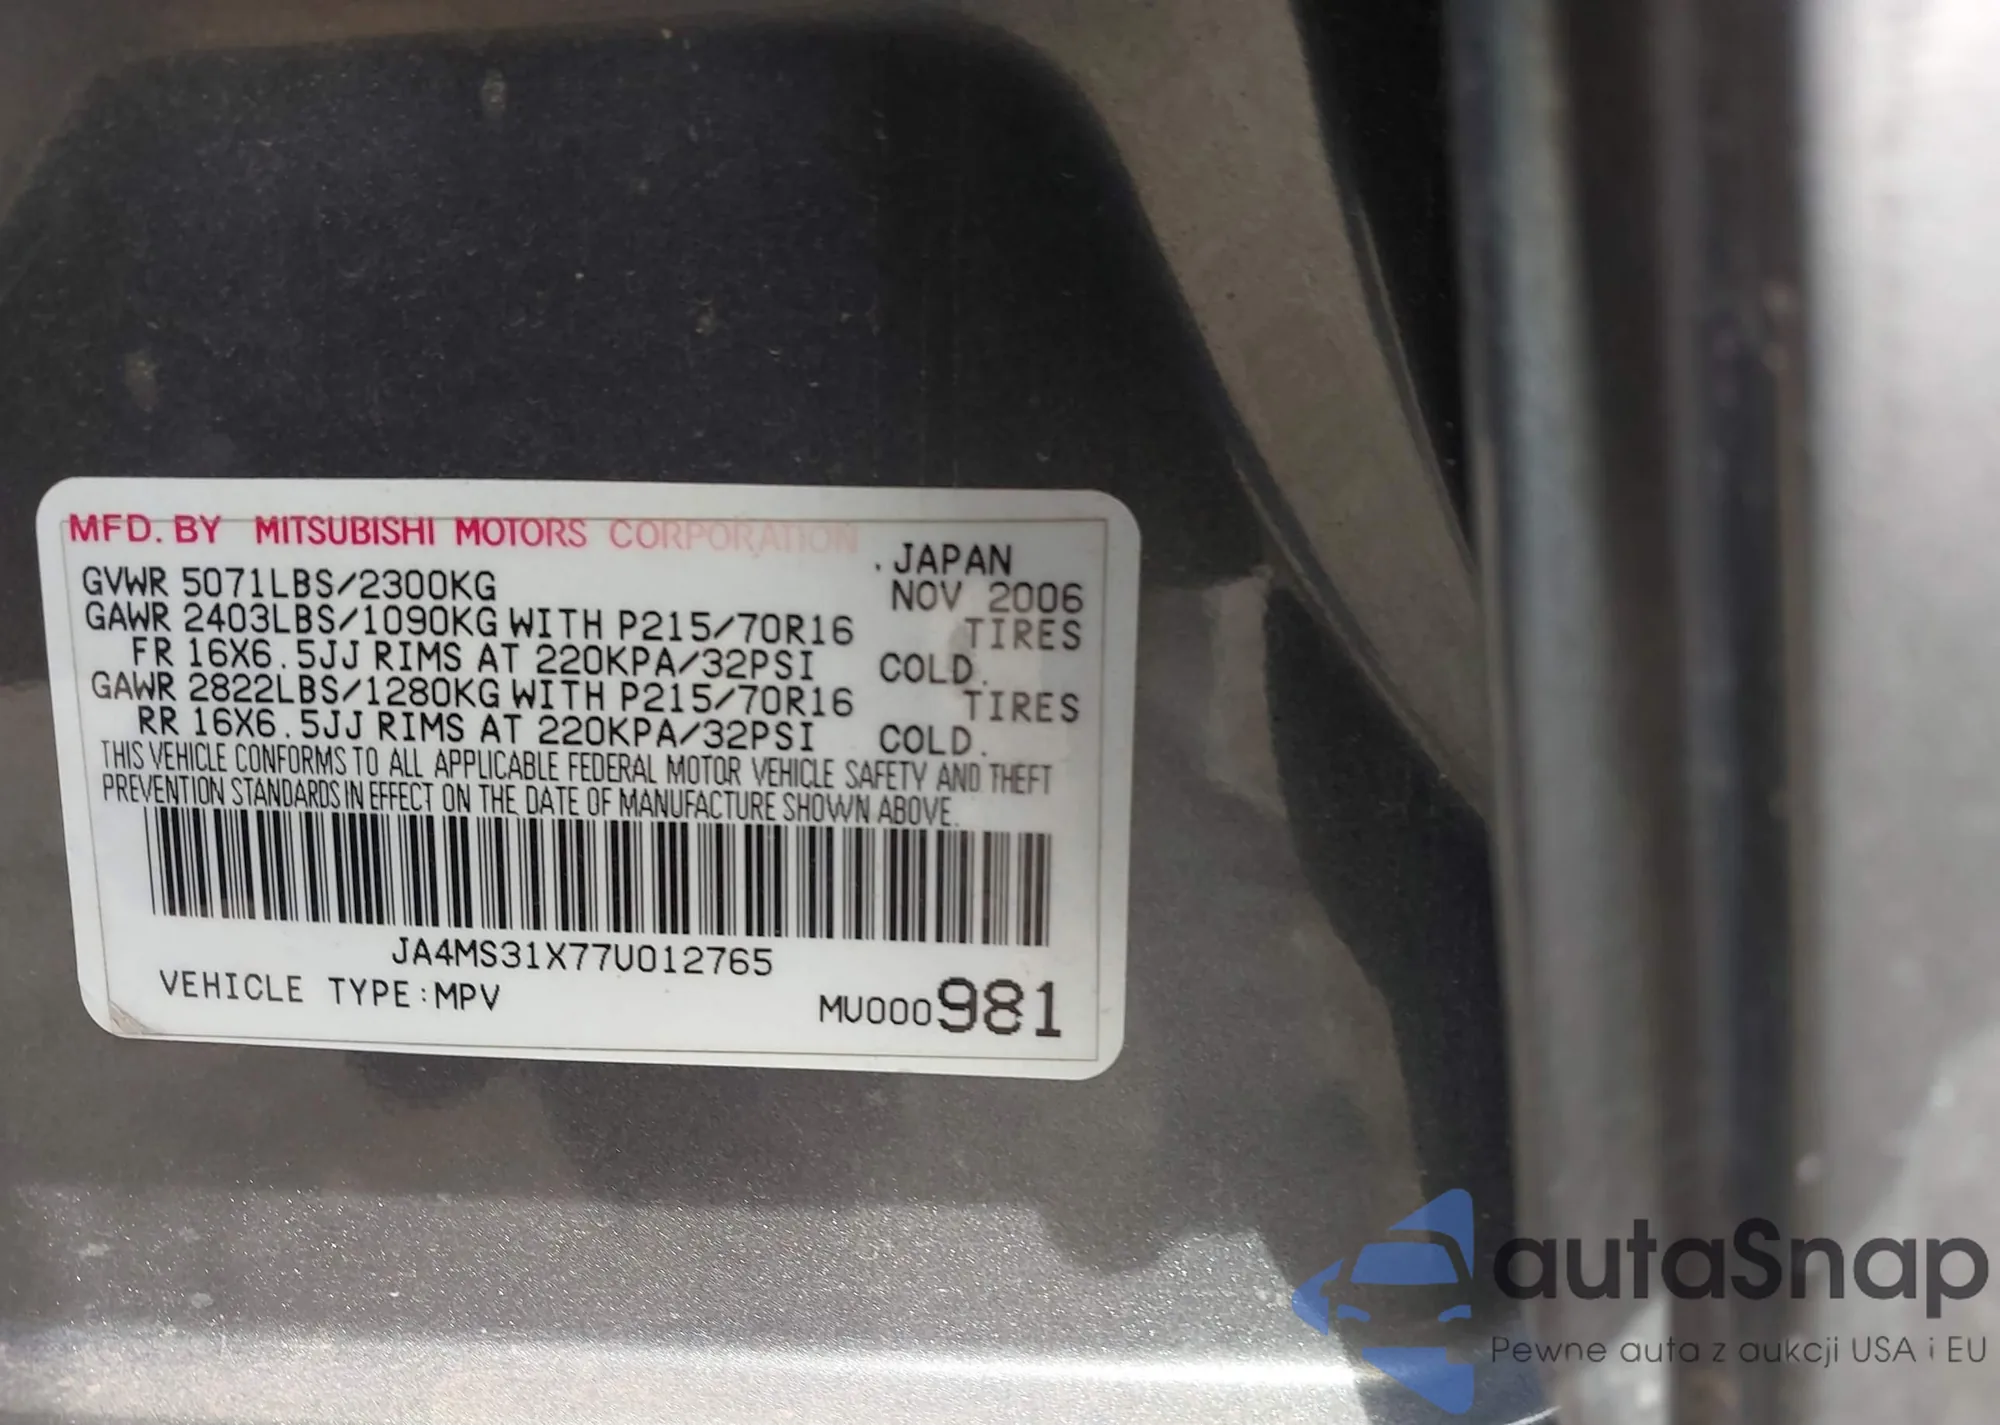 MFD. BY MITSUBISHI MOTORS CORPORATION
. JAPAN
GVWR 5071LBS/2300KG NOV 2006
GAWR 2403LBS/1090KG WITH P215/70R16 TIRES
FR 16X6.5JJ RIMS AT 220KPA/32PSI COLD.
GAWR 2822LBS/1280KG WITH P215/70R16 TIRES
RR 16X6.5JJ RIMS AT 220KPA/32PSI COLD.
THIS VEHICLE CONFORMS TO ALL APPLICABLE FEDERAL MOTOR VEHICLE SAFETY AND THEFT
PREVENTION STANDARDS IN EFFECT ON THE DATE OF MANUFACTURE SHOWN ABOVE.
JA4MS31X77U012765
VEHICLE TYPE:MPV MU000981
autaSnap
Pewne auta z aukcji USA i EU